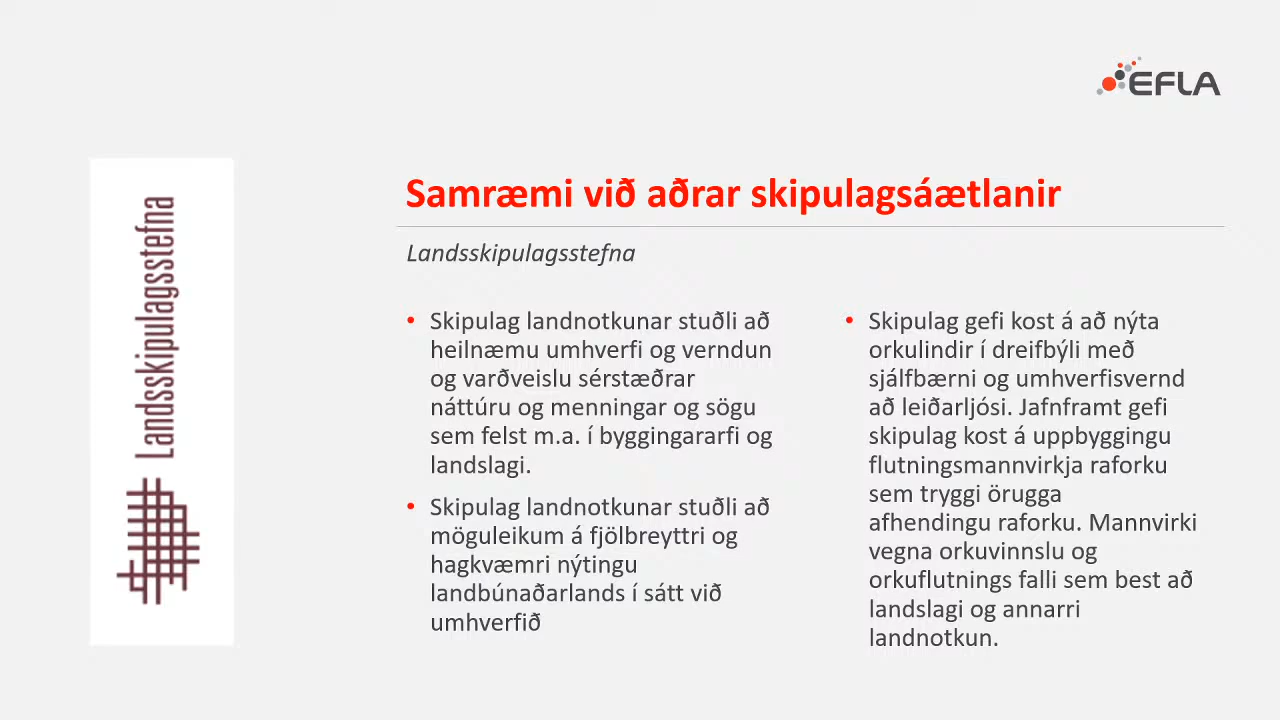 EFLA
Landsskipulagsstefna
Samræmi við aðrar skipulagsáætlanir
Landsskipulagsstefna
• Skipulag landnotkunar stuðli að
heilnæmu umhverfi og verndun
og varðveislu sérstæðrar
náttúru og menningar og sögu
sem felst m.a. í byggingararfi og
landslagi.
• Skipulag landnotkunar stuðli að
möguleikum á fjölbreyttri og
hagkvæmri nýtingu
landbúnaðarlands í sátt við
umhverfið
• Skipulag gefi kost á að nýta
orkulindir í dreifbýli með
sjálfbærni og umhverfisvernd
að leiðarljósi. Jafnframt gefi
skipulag kost á uppbyggingu
flutningsmannvirkja raforku
sem tryggi örugga
afhendingu raforku. Mannvirki
vegna orkuvinnslu og
orkuflutnings falli sem best að
landslagi og annarri
landnotkun.